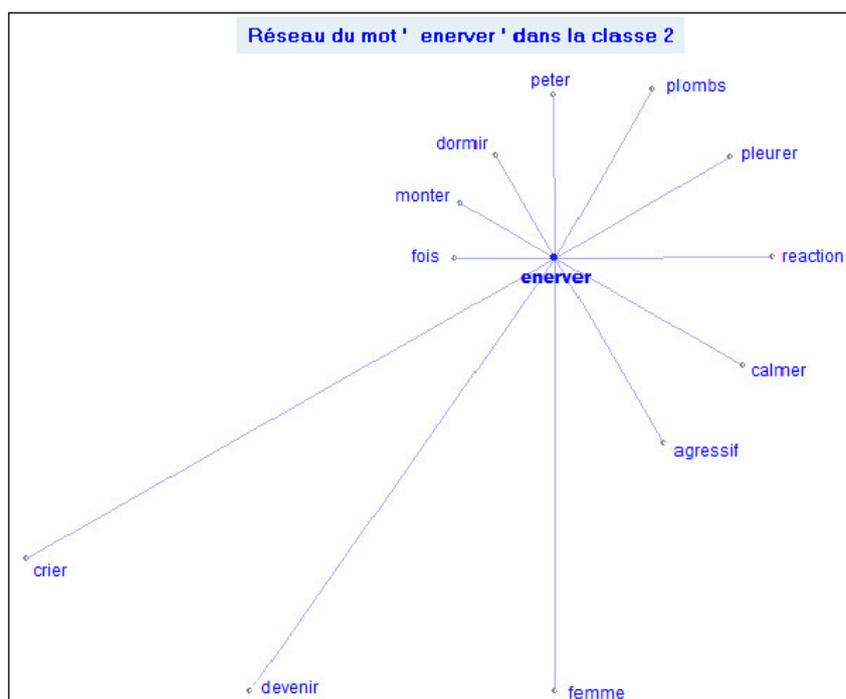 Réseau du mot ' enerver ' dans la classe 2
peter
plombs
dormir
pleurer
monter
fois
reaction
enerver
calmer
agressif
crier
devenir
femme